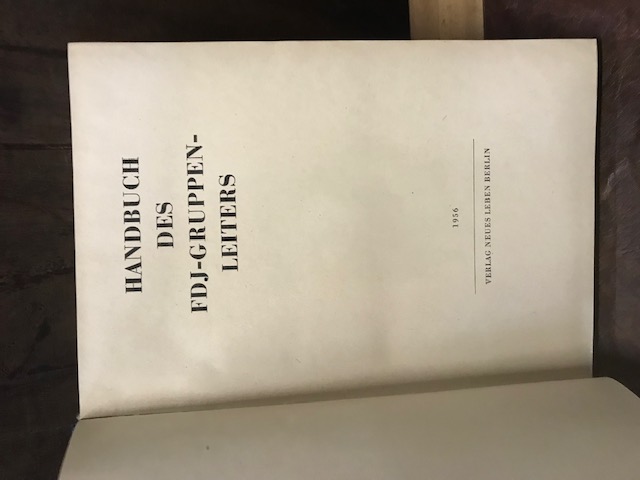 HANDBUCH
DES
FDJ-GRUPPEN-
LEITERS
1956
VERLAG NEUES LEBEN BERLIN